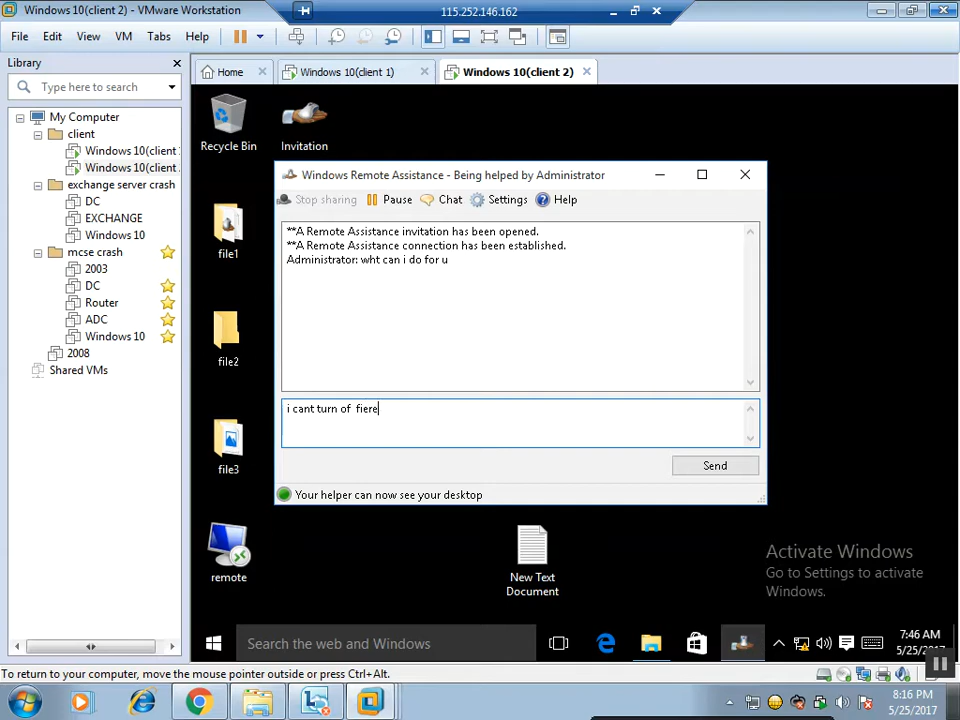 Windows 10(client 2) - VMware Workstation
115.252.146.162
File Edit View VM Tabs Help
Library
Home
Windows 10(client 1)
Windows 10(client 2)
Type here to search
My Computer
client
Windows 10(client
Windows 10(client
exchange server crash
DC
EXCHANGE
Windows 10
mcse crash
2003
DC
Router
ADC
Windows 10
2008
Shared VMs
Recycle Bin
Invitation
file1
file2
file3
remote
New Text
Document
Windows Remote Assistance - Being helped by Administrator
Stop sharing Pause Chat Settings Help
**A Remote Assistance invitation has been opened.
**A Remote Assistance connection has been established.
Administrator: wht can i do for u
i cant turn of fiere
Send
Your helper can now see your desktop
Activate Windows
Go to Settings to activate
Windows.
Search the web and Windows
7:46 AM
To return to your computer, move the mouse pointer outside or press Ctrl+Alt.
8:16 PM
5/25/2017